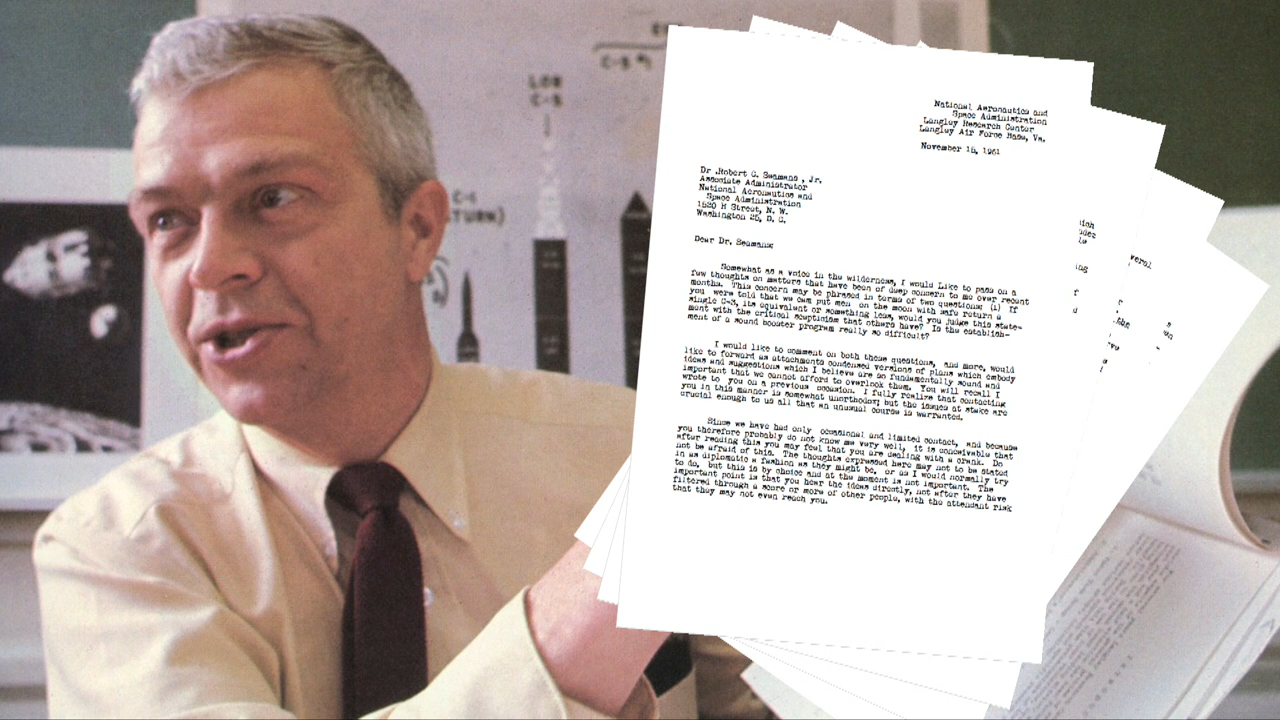 LOR
C-5
C-5
C-1
National Aeronautics and
Space Administration
Langley Research Center
Langley Air Force Base, Va.
November 15, 1961
Dr .Robert C. Seamans , Jr.
Associate Administrator
National Aeronautics and
Space Administration
1520 H Street, N. W.
Washington 25, D. C.
Dear Dr. Seamans:
Somewhat as a voice in the wilderness, I would like to pass on a
few thoughts on matters that have been of deep concern to me over recent
months. This concern may be phrased in terms of two questions: (1) If
you were told that we can put men on the moon with safe return a
single C-3, its equivalent or something less, would you judge this state-
ment with the critical scepticism that others have? Is the establish-
ment of a sound booster program really so difficult?
I would like to comment on both these questions, and more, would
like to forward as attachments condensed versions of plans which embody
ideas and suggestions which I believe are so fundamentally sound and
important that we cannot afford to overlook them. You will recall I
wrote to you on a previous occasion. I fully realize that contacting
you in this manner is somewhat unorthodox; but the issues at stake are
crucial enough to us all that an unusual course is warranted.
Since we have had only occasional and limited contact, and because
you therefore probably do not know me very well, it is conceivable that
after reading this you may feel that you are dealing with a crank. Do
not be afraid of this. The thoughts expressed here may not to be stated
in as diplomatic a fashion as they might be, or as I would normally try
to do, but this is by choice and at the moment is not important. The
important point is that you hear the ideas directly, not after they have
filtered through a score or more of other people, with the attendant risk
that they may not even reach you.